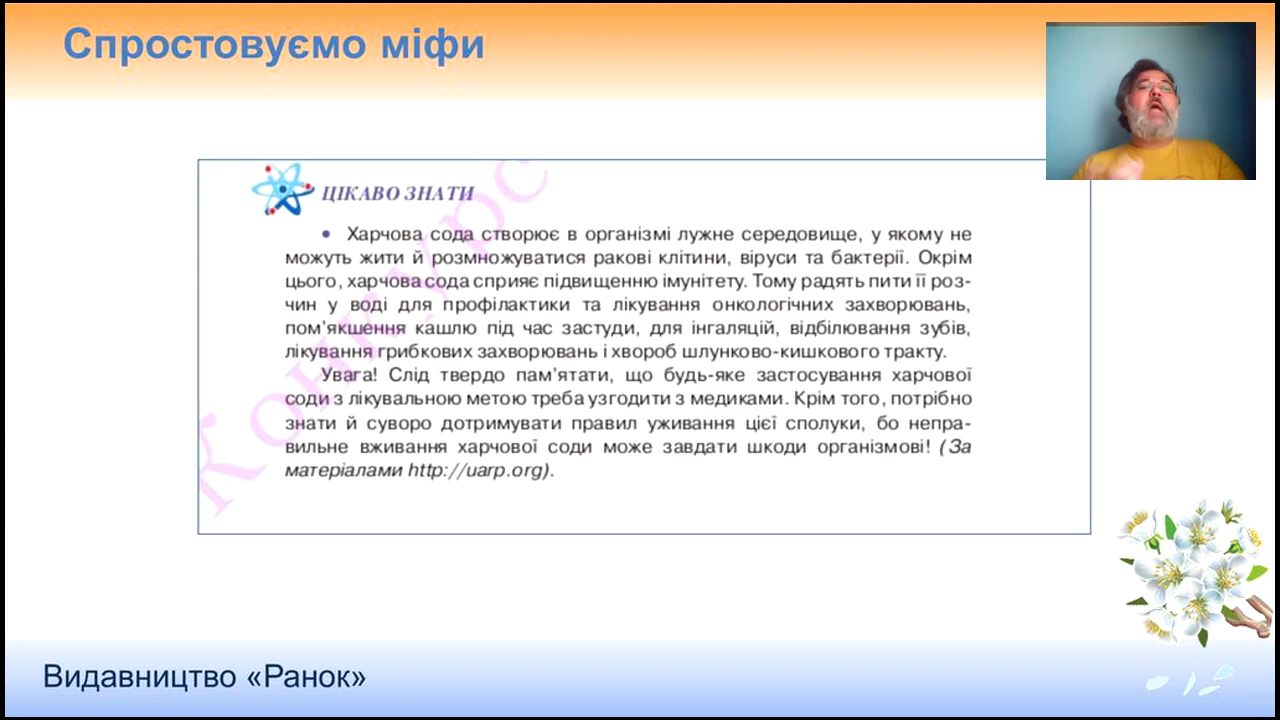 Спростовуємо міфи
ЦІКАВО ЗНАТИ
• Харчова сода створює в організмі лужне середовище, у якому не
можуть жити й розмножуватися ракові клітини, віруси та бактерії. Окрім
цього, харчова сода сприяє підвищенню імунітету. Тому радять пити її роз-
чин у воді для профілактики та лікування онкологічних захворювань,
пом’якшення кашлю під час застуди, для інгаляцій, відбілювання зубів,
лікування грибкових захворювань і хвороб шлунково-кишкового тракту.
Увага! Слід твердо пам’ятати, що будь-яке застосування харчової
соди з лікувальною метою треба узгодити з медиками. Крім того, потрібно
знати й суворо дотримувати правил уживання цієї сполуки, бо непра-
вильне вживання харчової соди може завдати шкоди організмові! (За
матеріалами http://uarp.org).
Конкурс
Видавництво «Ранок»